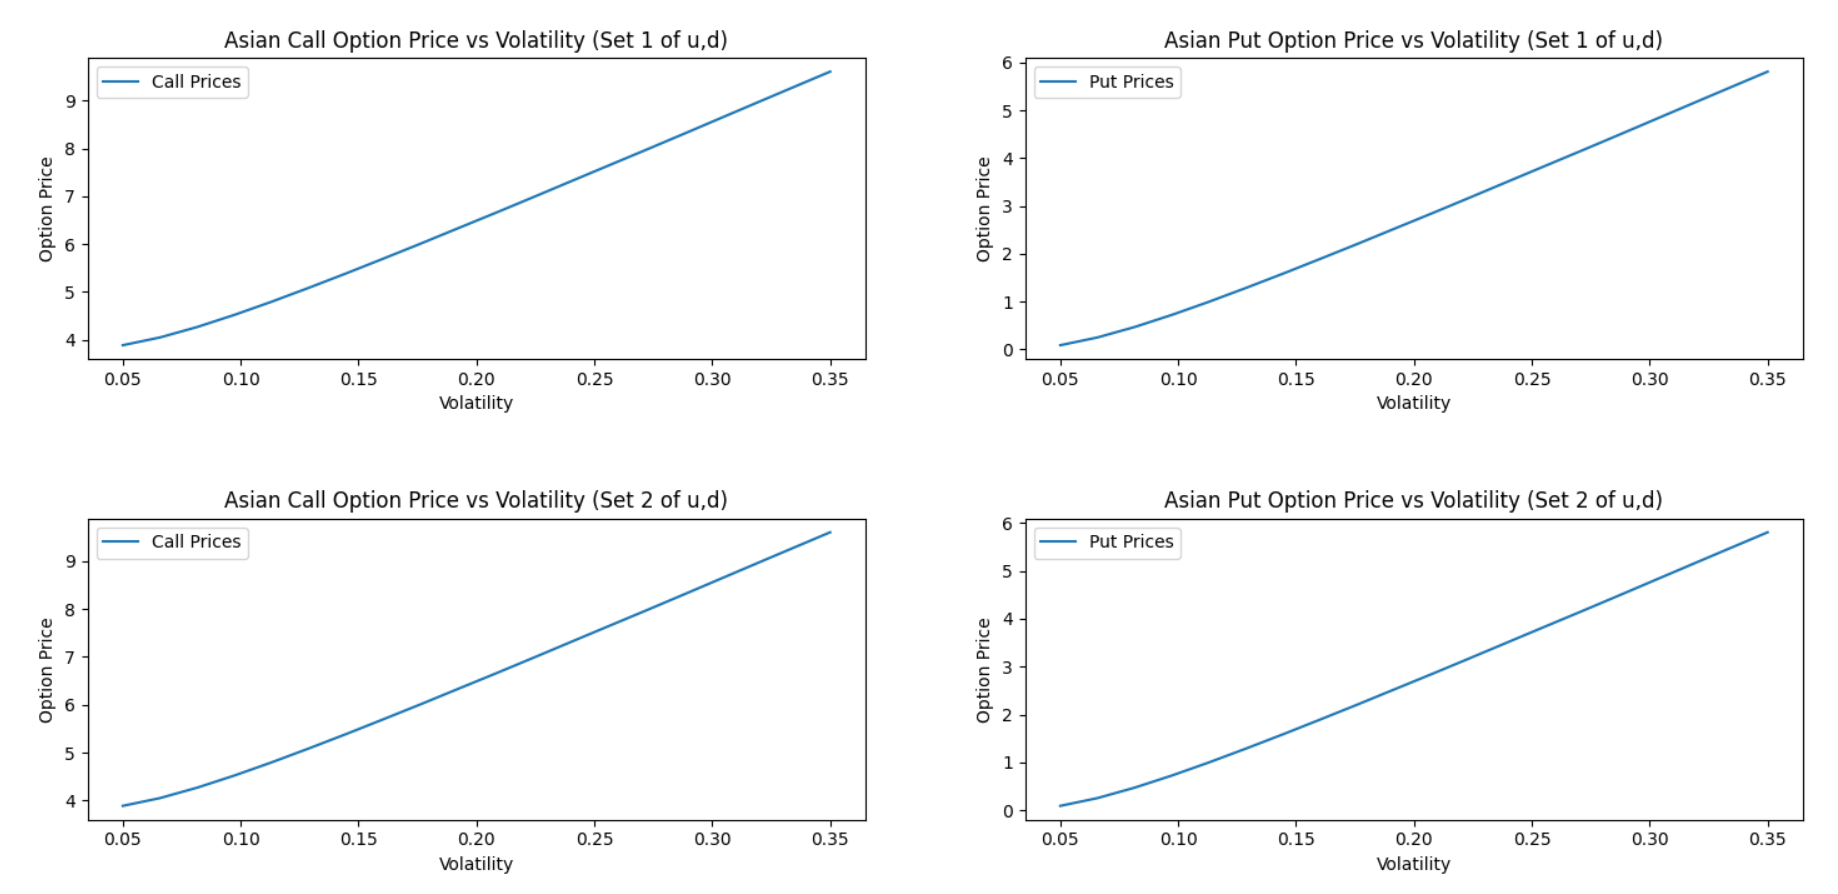 Asian Call Option Price vs Volatility (Set 1 of u,d)
Call Prices
9
8
7
6
5
4
Option Price
0.05 0.10 0.15 0.20 0.25 0.30 0.35
Volatility
Asian Put Option Price vs Volatility (Set 1 of u,d)
Put Prices
6
5
4
3
2
1
0
Option Price
0.05 0.10 0.15 0.20 0.25 0.30 0.35
Volatility
Asian Call Option Price vs Volatility (Set 2 of u,d)
Call Prices
9
8
7
6
5
4
Option Price
0.05 0.10 0.15 0.20 0.25 0.30 0.35
Volatility
Asian Put Option Price vs Volatility (Set 2 of u,d)
Put Prices
6
5
4
3
2
1
0
Option Price
0.05 0.10 0.15 0.20 0.25 0.30 0.35
Volatility